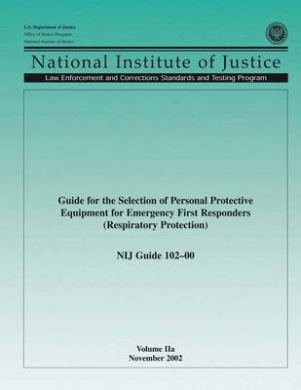 U.S. Department of Justice
Office of Justice Programs
National Institute of Justice
National Institute of Justice
Law Enforcement and Corrections Standards and Testing Program
Guide for the Selection of Personal Protective
Equipment for Emergency First Responders
(Respiratory Protection)
NIJ Guide 102–00
Volume IIa
November 2002